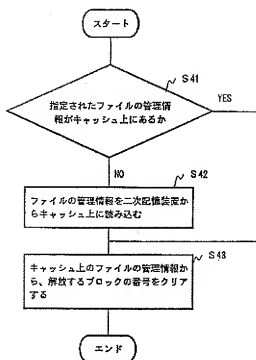 スタート
S41
指定されたファイルの管理情
報がキャッシュ上にあるか
YES
NO
S42
ファイルの管理情報を二次記憶装置か
らキャッシュ上に読み込む
S43
キャッシュ上のファイルの管理情報か
ら、解放するブロックの番号をクリア
する
エンド